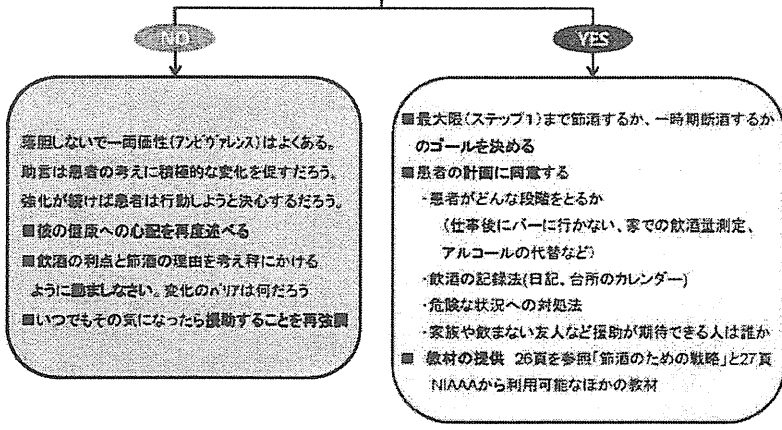 NO
落胆しないで一両価性(アンビヴァレンス)はよくある。
助言は患者の考えに積極的な変化を促すだろう。
強化が続けば患者は行動しようと決心するだろう。
■彼の健康への心配を再度述べる
■飲酒の利点と節酒の理由を考え秤にかける
ように励ましなさい。変化のバリアは何だろう
■いつでもその気になったら援助することを再強調
YES
■最大限(ステップ1)まで節酒するか、一時期断酒するか
のゴールを決める
■患者の計画に同意する
・患者がどんな段階をとるか
(仕事後にバーに行かない、家での飲酒量測定、
アルコールの代替など)
・飲酒の記録法(日記、台所のカレンダー)
・危険な状況への対処法
・家族や飲まない友人など援助が期待できる人は誰か
■ 教材の提供 26頁を参照「節酒のための戦略」と27頁
NIAAAから利用可能なほかの教材